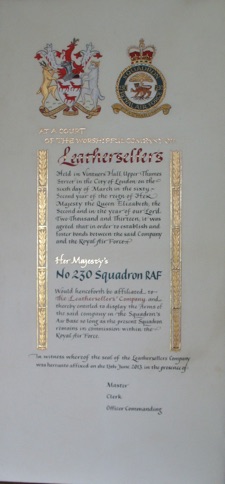 AT A COURT
OF THE WORSHIPFUL COMPANY OF
Leathersellers
Held in Vintners' Hall, Upper Thames
Street in the City of London on the
sixth day of March in the sixty-
second year of the reign of Her
Majesty the Queen Elizabeth the
Second and in the year of our Lord
Two Thousand and Thirteen, it was
agreed that in order to establish and
foster bonds between the said Company
and the Royal Air Force
Her Majesty's
No 230 Squadron RAF
Would henceforth be affiliated to
The Leathersellers' Company and
thereby entitled to display the Arms of
the said company in the Squadron's
so long as the present Squadron
remains in commission within the
Royal Air Force.
In witness whereof the seal of the Leathersellers Company
was hereunto affixed on the June 2013 in the presence of
Master
Clerk
Officer Commanding